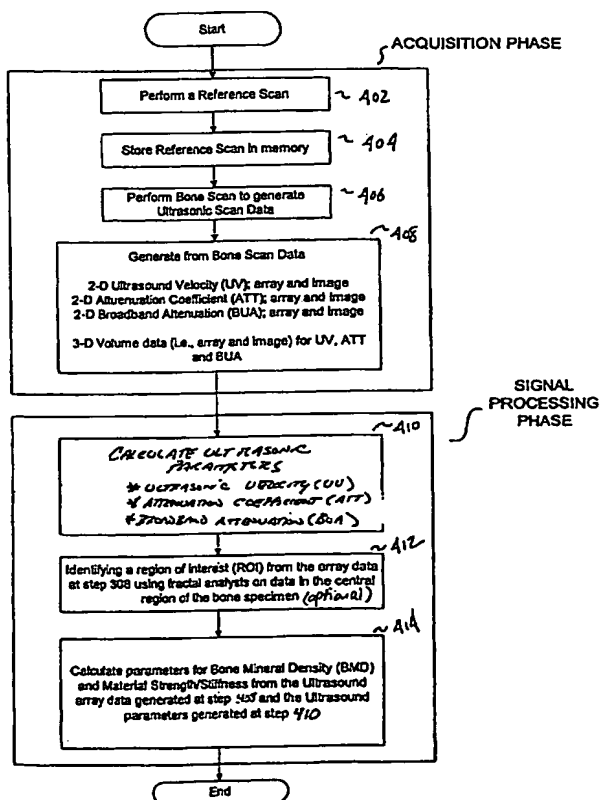 Start
ACQUISITION PHASE
Perform a Reference Scan
~ 402
Store Reference Scan in memory
~ 404
Perform Bone Scan to generate
Ultrasonic Scan Data
~ 406
~ 408
Generate from Bone Scan Data
2-D Ultrasound Velocity (UV); array and image
2-D Attuenuation Coefficient (ATT); array and image
2-D Broadband Attenuation (BUA); array and image
3-D Volume data (i.e., array and image) for UV, ATT
and BUA
SIGNAL
PROCESSING
PHASE
~ 410
CALCULATE ULTRASONIC
PARAMETERS
* ULTRASONIC VELOCITY (UV)
* ATTENUATION COEFFICIENT (ATT)
* BROADBAND ATTENUATION (BUA)
~ 412
Identifying a region of interest (ROI) from the array data
at step 308 using fractal analysis on data in the central
region of the bone specimen (optional)
~ 414
Calculate parameters for Bone Mineral Density (BMD)
and Material Strength/Stiffness from the Ultrasound
array data generated at step and the Ultrasound
parameters generated at step 410
End